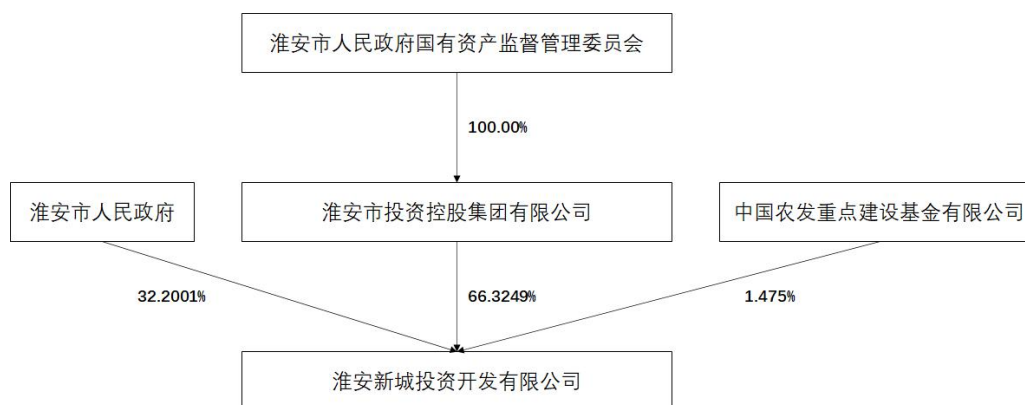 淮安市人民政府国有资产监督管理委员会
100.00%
淮安市人民政府
淮安市投资控股集团有限公司
中国农发重点建设基金有限公司
32.2001%
66.3249%
1.475%
淮安新城投资开发有限公司